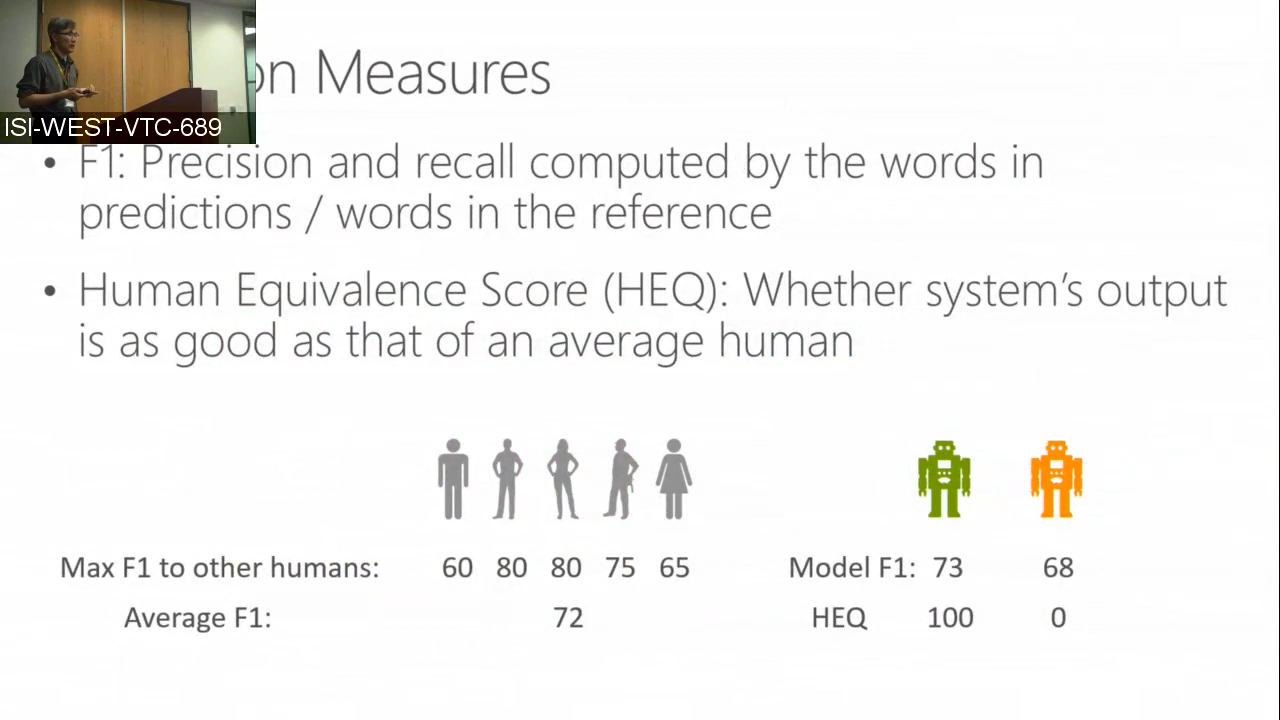 on Measures
ISI-WEST-VTC-689
• F1: Precision and recall computed by the words in
predictions / words in the reference
• Human Equivalence Score (HEQ): Whether system's output
is as good as that of an average human
Max F1 to other humans: 60 80 80 75 65 Model F1: 73 68
Average F1: 72 HEQ 100 0